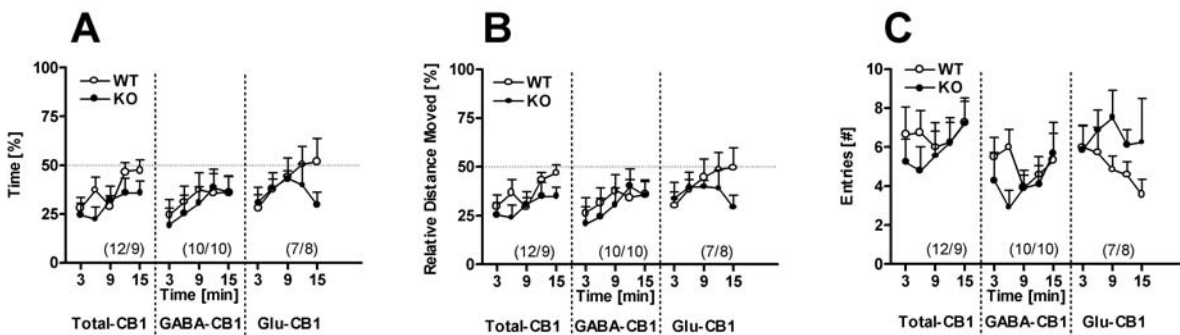 A
Time [%]
100
75
50
25
0
WT
KO
(12/9)
(10/10)
(7/8)
3 9 15 3 9 15 3 9 15
Time [min]
Total-CB1 GABA-CB1 Glu-CB1
B
Relative Distance Moved [%]
100
75
50
25
0
WT
KO
(12/9)
(10/10)
(7/8)
3 9 15 3 9 15 3 9 15
Time [min]
Total-CB1 GABA-CB1 Glu-CB1
C
Entries [#]
10
8
6
4
2
0
WT
KO
(12/9)
(10/10)
(7/8)
3 9 15 3 9 15 3 9 15
Time [min]
Total-CB1 GABA-CB1 Glu-CB1